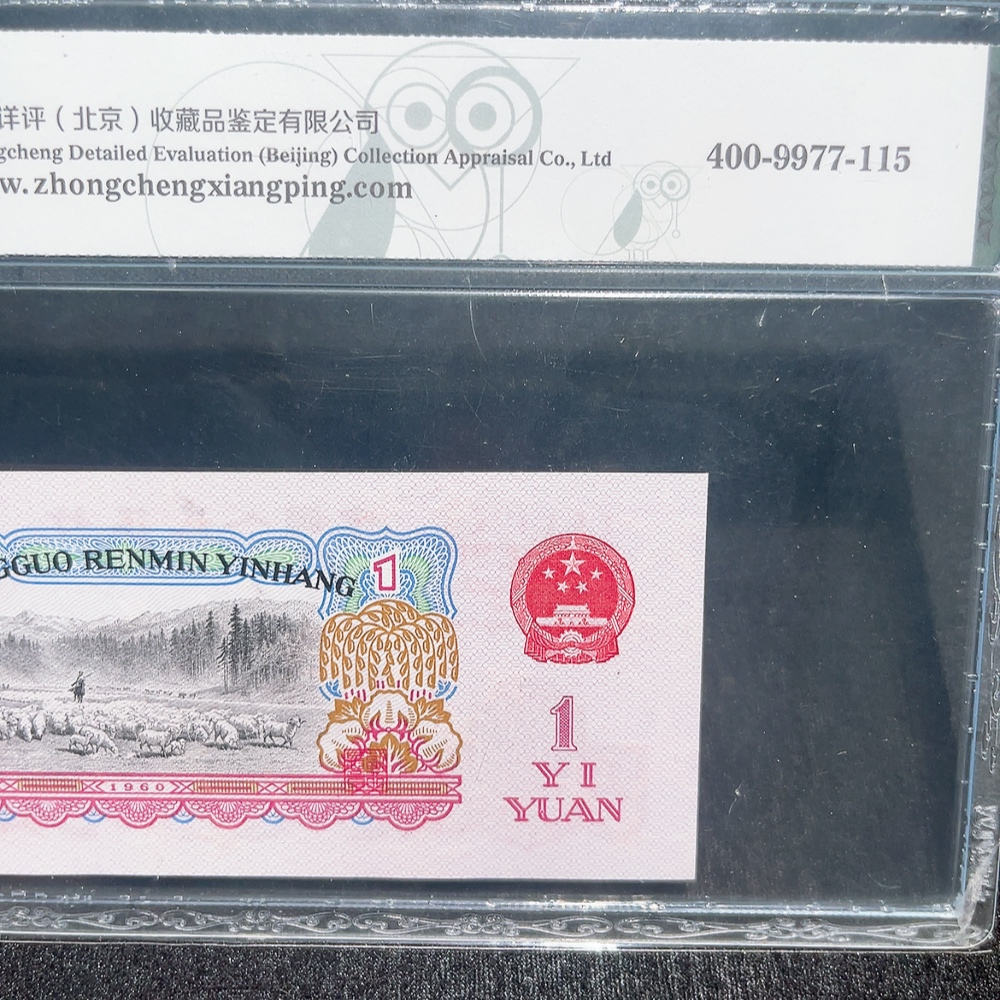 详评（北京）收藏品鉴定有限公司
gcheng Detailed Evaluation (Beijing) Collection Appraisal Co., Ltd
400-9977-115
w.zhongchengxiangping.com
GGUO RENMIN YINHANG
1
1
YI
YUAN
1960